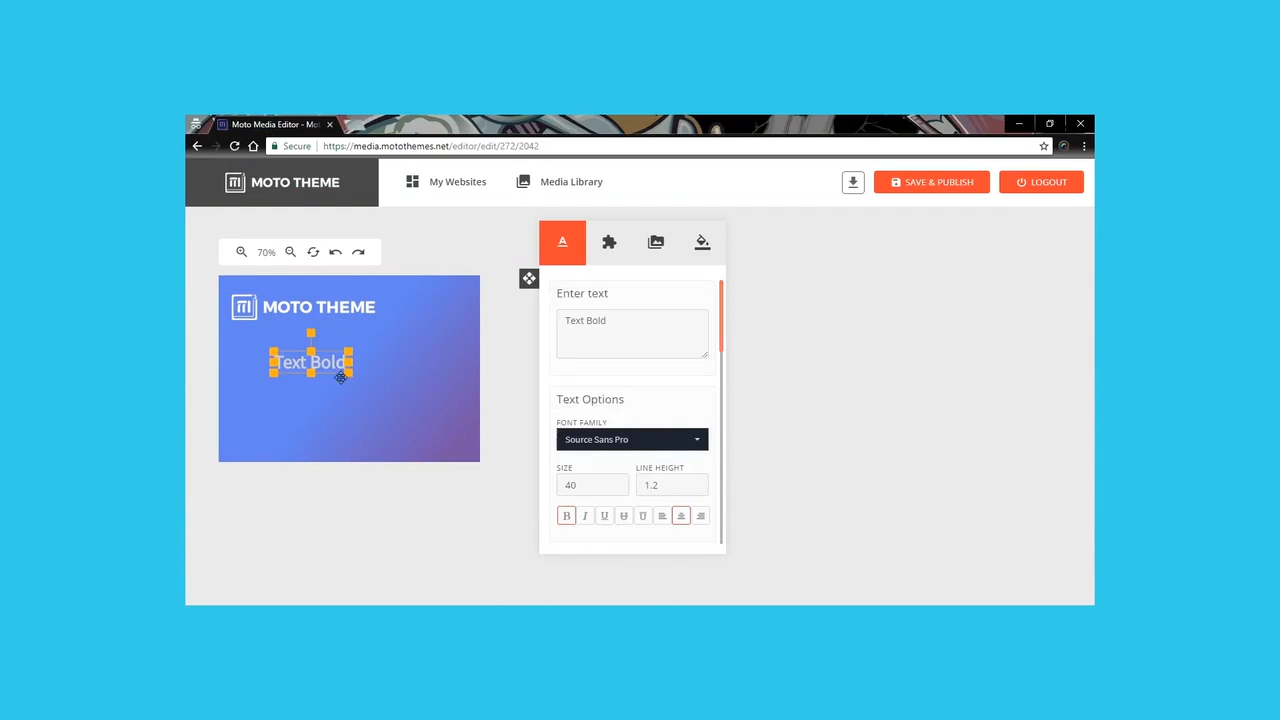 Moto Media Editor - Mo
Secure
https://media.motothemes.net/editor/edit/272/2042
MOTO THEME
My Websites
Media Library
SAVE & PUBLISH
LOGOUT
70%
A
MOTO THEME
Text Bold
Enter text
Text Bold
Text Options
FONT FAMILY
Source Sans Pro
SIZE
LINE HEIGHT
40
1.2
B I U U U